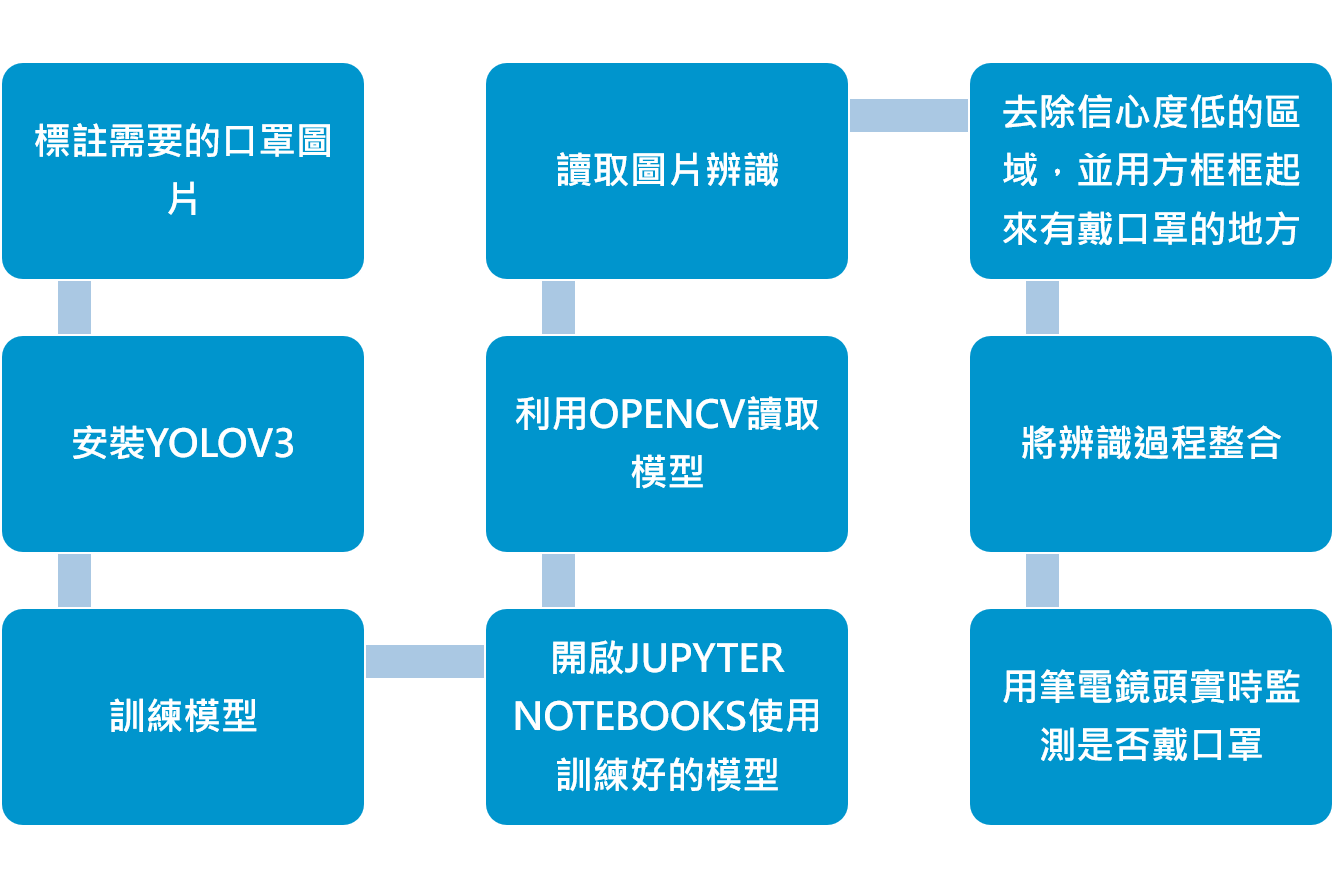 標註需要的口罩圖
片
安裝YOLOV3
訓練模型
開啟JUPYTER
NOTEBOOKS使用
訓練好的模型
利用OPENCV讀取
模型
讀取圖片辨識
去除信心度低的區
域，並用方框框起
來有戴口罩的地方
將辨識過程整合
用筆電鏡頭實時監
測是否戴口罩